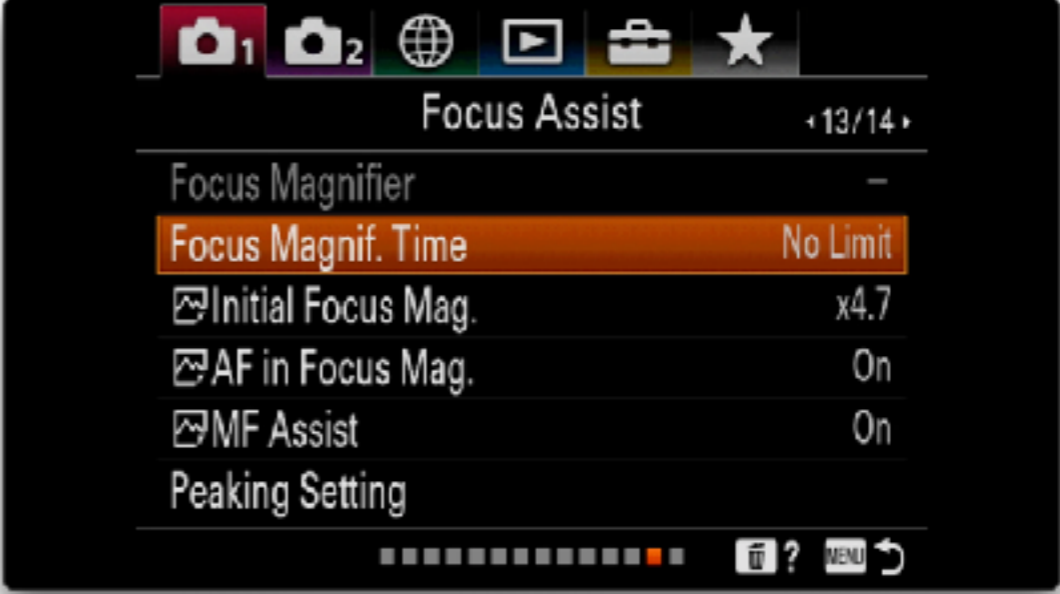 1 2
Focus Assist 13/14
Focus Magnifier –
Focus Magnif. Time No Limit
Initial Focus Mag. x4.7
AF in Focus Mag. On
MF Assist On
Peaking Setting
? MENU